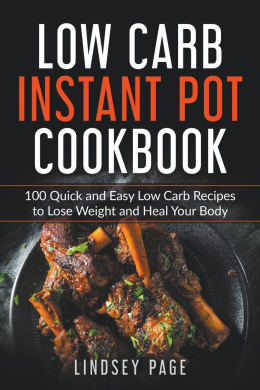 LOW CARB
INSTANT POT
COOKBOOK
100 Quick and Easy Low Carb Recipes
to Lose Weight and Heal Your Body
LINDSEY PAGE